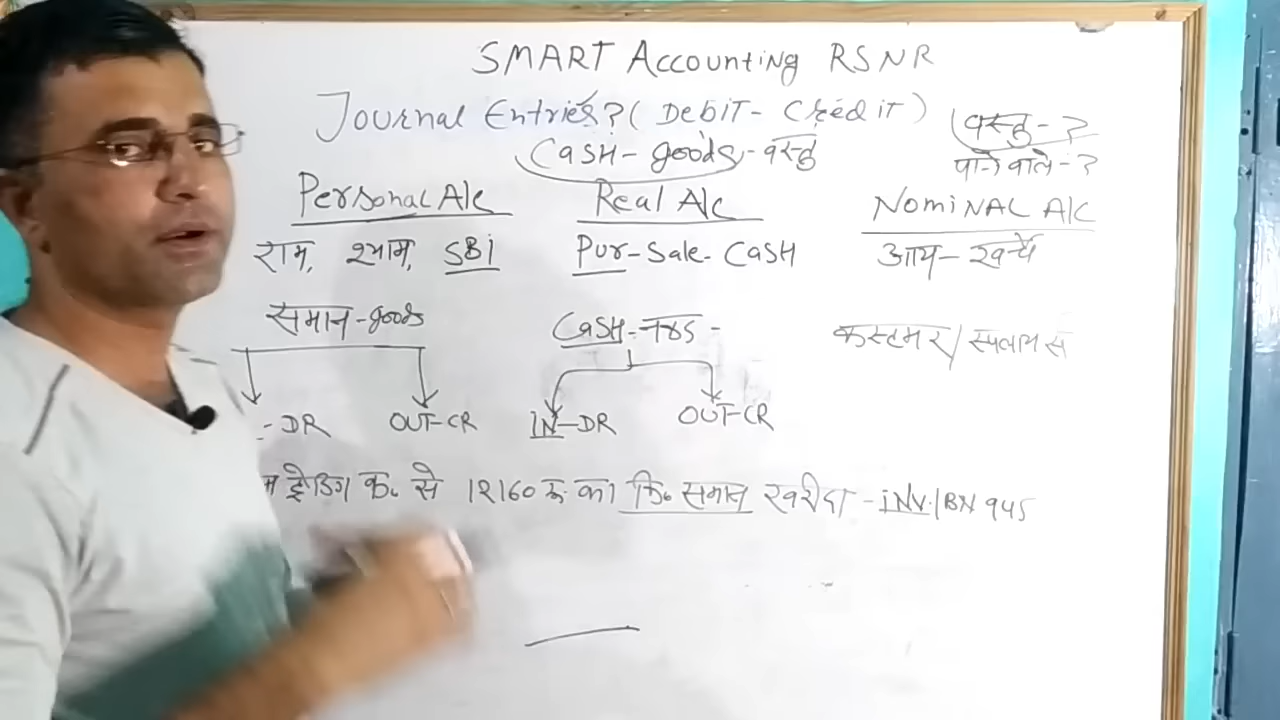 SMART Accounting RSNR
Journal Entries? ( Debit - Credit )
वस्तु - ?
Cash - goods - वस्तु
पाने वाले - ?
Personal A/c Real A/c Nominal A/c
राम, श्याम, SBI Pur - Sale - Cash आय - खर्चे
समान - goods Cash - नगद - कस्टमर / सप्लायर्स
- DR OUT - CR IN - DR OUT - CR
म ट्रेडिंग क. से 12160 रू. का कि. समान खरीदा - INV. / BN 945